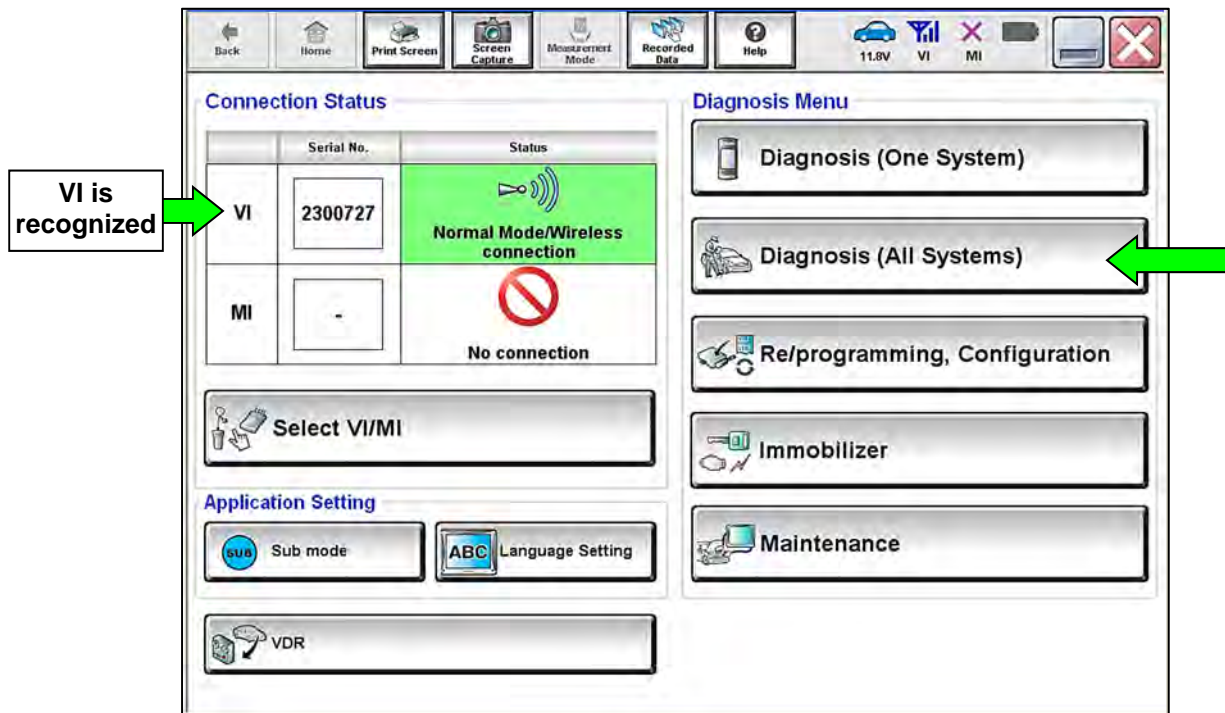 Back
Home
Print Screen
Screen
Capture
Measurement
Mode
Recorded
Data
Help
11.8V
VI
MI
Connection Status
Serial No.
Status
VI
2300727
Normal Mode/Wireless
connection
MI
-
No connection
Select VI/MI
Application Setting
SUB
Sub mode
ABC
Language Setting
VDR
Diagnosis Menu
Diagnosis (One System)
Diagnosis (All Systems)
Re/programming, Configuration
Immobilizer
Maintenance
VI is
recognized